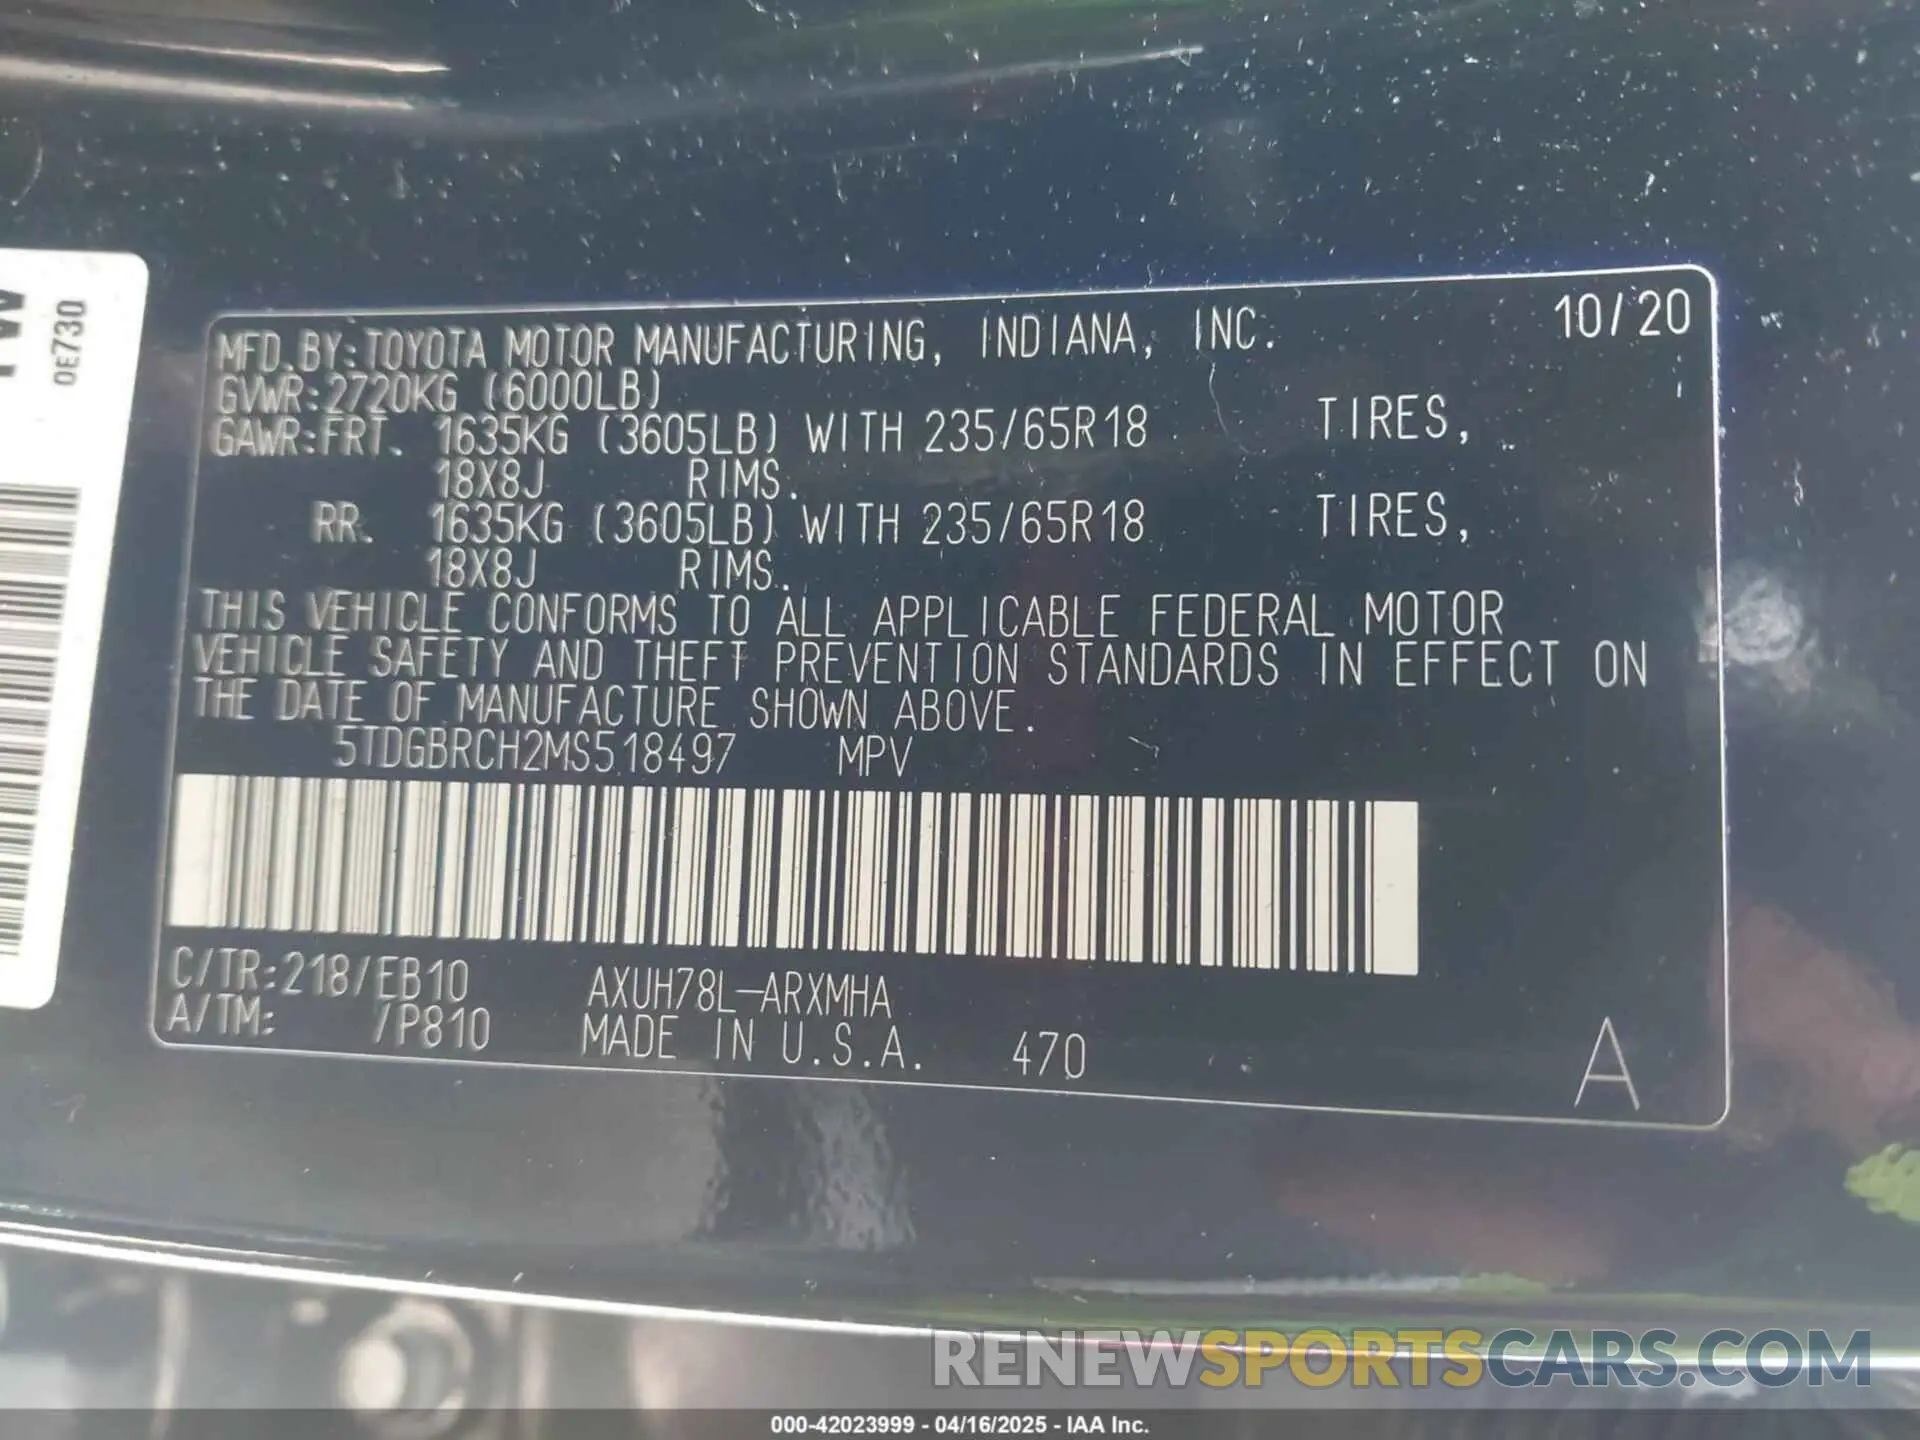 MFD.BY:TOYOTA MOTOR MANUFACTURING, INDIANA, INC. 10/20
GVWR:2720KG (6000LB)
GAWR:FRT. 1635KG (3605LB) WITH 235/65R18 TIRES,
18X8J RIMS.
RR. 1635KG (3605LB) WITH 235/65R18 TIRES,
18X8J RIMS.
THIS VEHICLE CONFORMS TO ALL APPLICABLE FEDERAL MOTOR
VEHICLE SAFETY AND THEFT PREVENTION STANDARDS IN EFFECT ON
THE DATE OF MANUFACTURE SHOWN ABOVE.
5TDGBRCH2MS518497 MPV
C/TR:218/EB10 AXUH78L-ARXMHA
A/TM: /P810 MADE IN U.S.A. 470 A
0E730
RENEWSPORTSCARS.COM
000-42023999 - 04/16/2025 - IAA Inc.